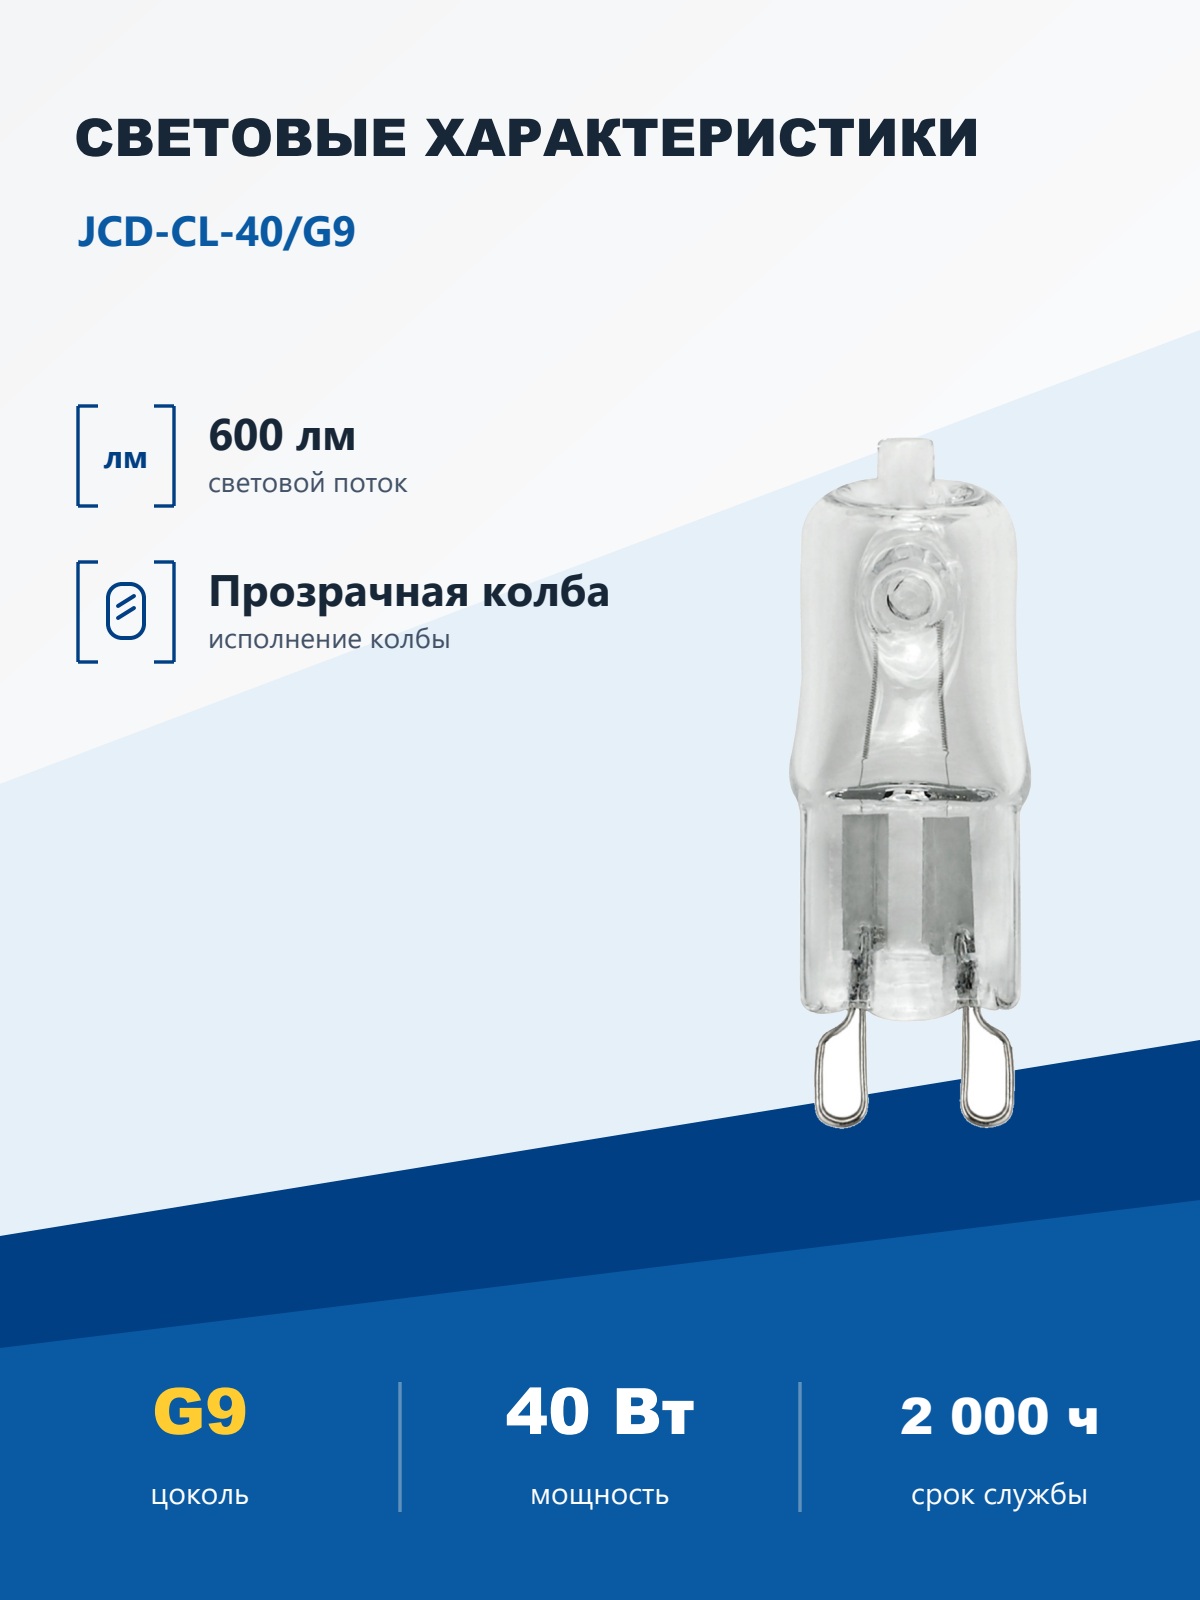 СВЕТОВЫЕ ХАРАКТЕРИСТИКИ
JCD-CL-40/G9
лм
600 лм
световой поток
Прозрачная колба
исполнение колбы
G9
цоколь
40 Вт
мощность
2 000 ч
срок службы